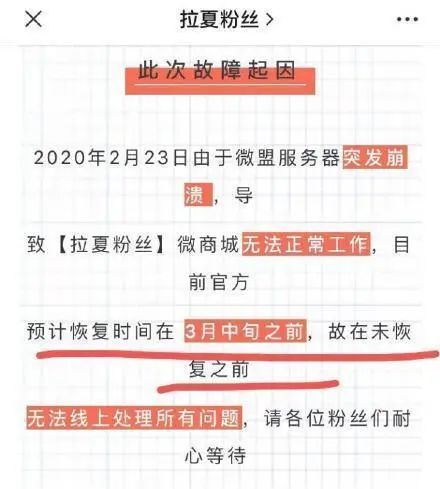 拉夏粉丝
此次故障起因
2020年2月23日由于微盟服务器突发崩
溃，导
致【拉夏粉丝】微商城无法正常工作，目
前官方
预计恢复时间在 3月中旬之前，故在未恢
复之前
无法线上处理所有问题，请各位粉丝们耐
心等待